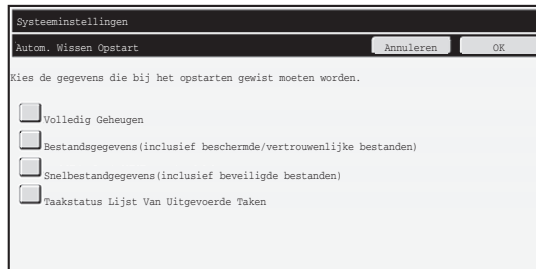 Systeeminstellingen
Autom. Wissen Opstart Annuleren OK
Kies de gegevens die bij het opstarten gewist moeten worden.
Volledig Geheugen
Bestandsgegevens(inclusief beschermde/vertrouwenlijke bestanden)
Snelbestandgegevens(inclusief beveiligde bestanden)
Taakstatus Lijst Van Uitgevoerde Taken